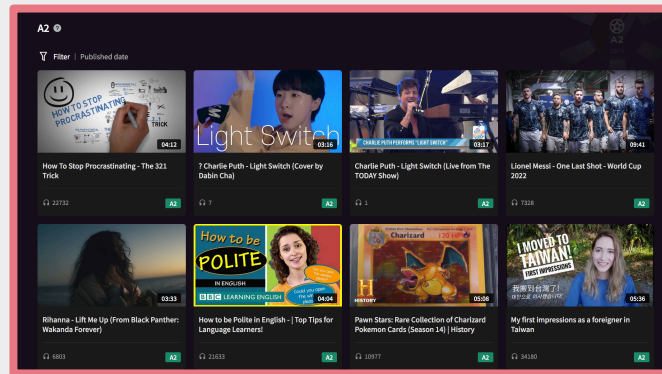 A2
A2
Filter | Published date
HOW TO STOP
PROCRASTINATING
TRICK
04:12
Light Switch
03:16
CHARLIE PUTH PERFORMS "LIGHT SWITCH"
03:17
09:41
How To Stop Procrastinating - The 321
Trick
? Charlie Puth - Light Switch (Cover by
Dabin Cha)
Charlie Puth - Light Switch (Live from The
TODAY Show)
Lionel Messi - One Last Shot - World Cup
2022
22732
A2
7
A2
1
A2
7328
A2
03:33
How to be
POLITE
IN ENGLISH
BBC LEARNING ENGLISH
Could you open
04:04
Charizard
120 HP
H
HISTORY
05:08
I MOVED TO
TAIWAN!
FIRST IMPRESSIONS
我搬到台灣了!
05:36
Rihanna - Lift Me Up (From Black Panther:
Wakanda Forever)
How to be Polite in English - | Top Tips for
Language Learners!
Pawn Stars: Rare Collection of Charizard
Pokemon Cards (Season 14) | History
My first impressions as a foreigner in
Taiwan
6803
A2
21633
A2
10977
A2
34180
A2